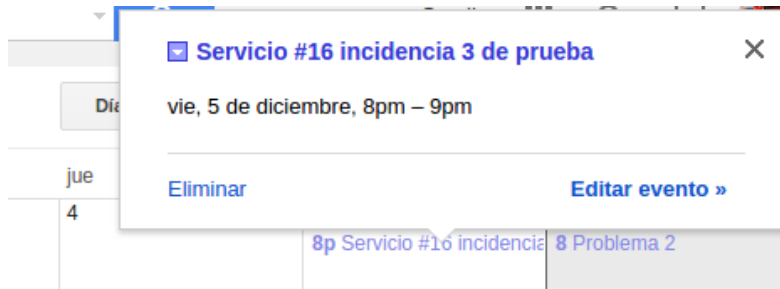 Servicio #16 incidencia 3 de prueba
vie, 5 de diciembre, 8pm – 9pm
Día
jue
Eliminar
Editar evento »
4
8p Servicio #16 incidencia
8 Problema 2